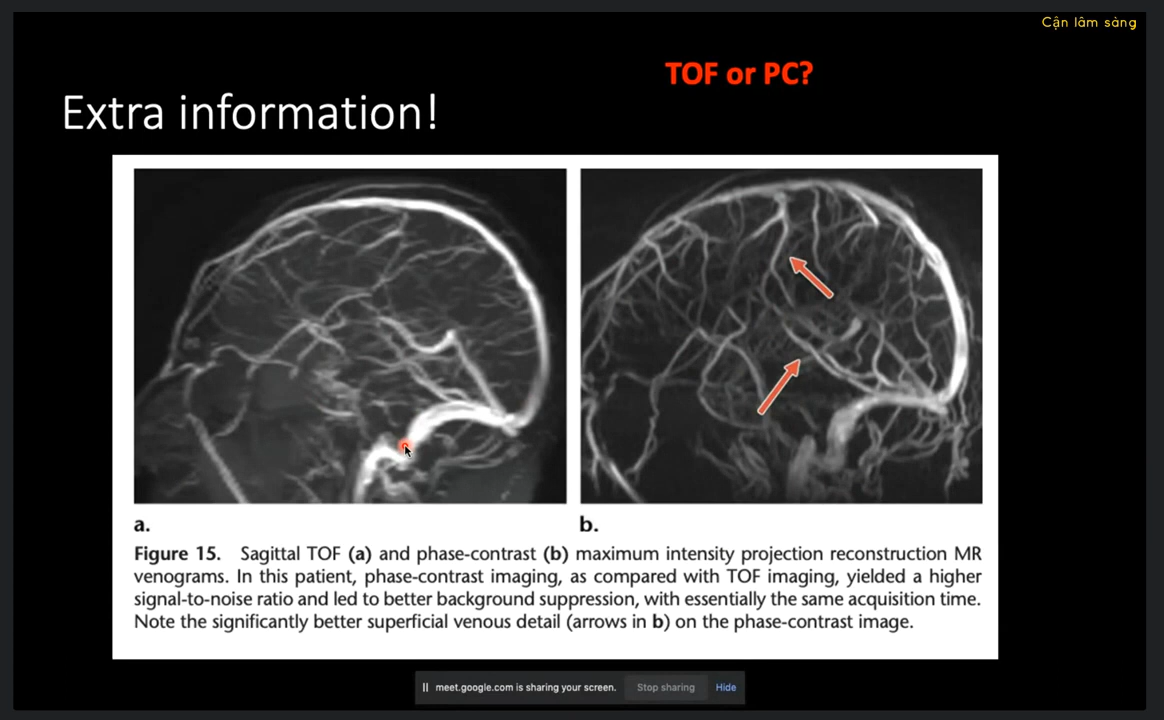 Cận lâm sàng
TOF or PC?
Extra information!
a.
b.
Figure 15. Sagittal TOF (a) and phase-contrast (b) maximum intensity projection reconstruction MR
venograms. In this patient, phase-contrast imaging, as compared with TOF imaging, yielded a higher
signal-to-noise ratio and led to better background suppression, with essentially the same acquisition time.
Note the significantly better superficial venous detail (arrows in b) on the phase-contrast image.
meet.google.com is sharing your screen.
Stop sharing
Hide